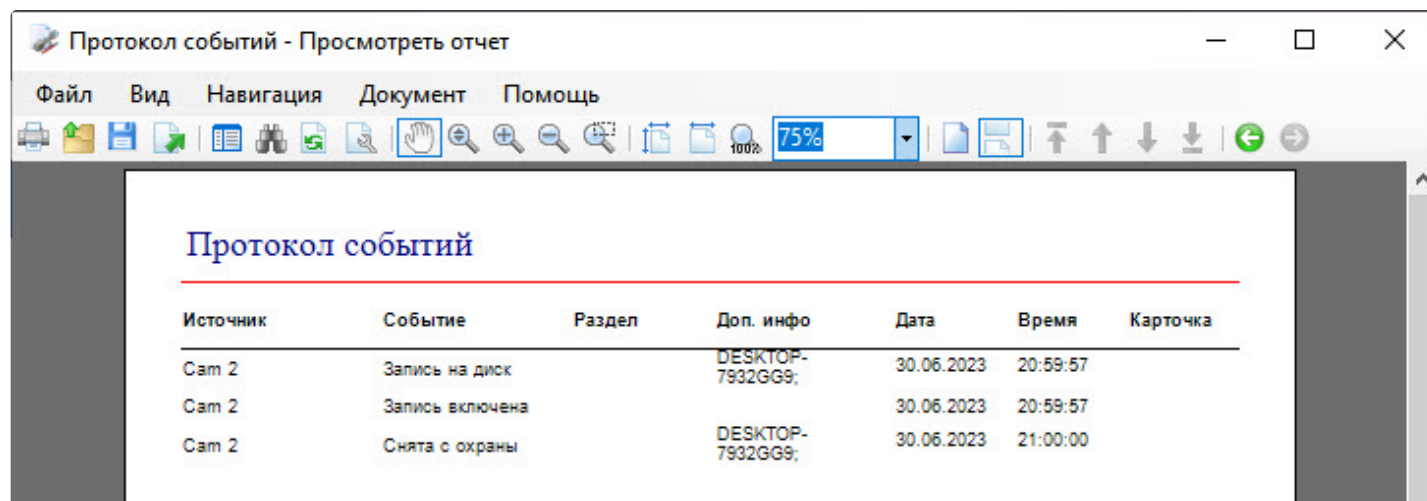 Протокол событий - Просмотреть отчет
Файл Вид Навигация Документ Помощь
100% 75%
Протокол событий
Источник Событие Раздел Доп. инфо Дата Время Карточка
Cam 2 Запись на диск DESKTOP-7932GG9; 30.06.2023 20:59:57
Cam 2 Запись включена 30.06.2023 20:59:57
Cam 2 Снята с охраны DESKTOP-7932GG9; 30.06.2023 21:00:00